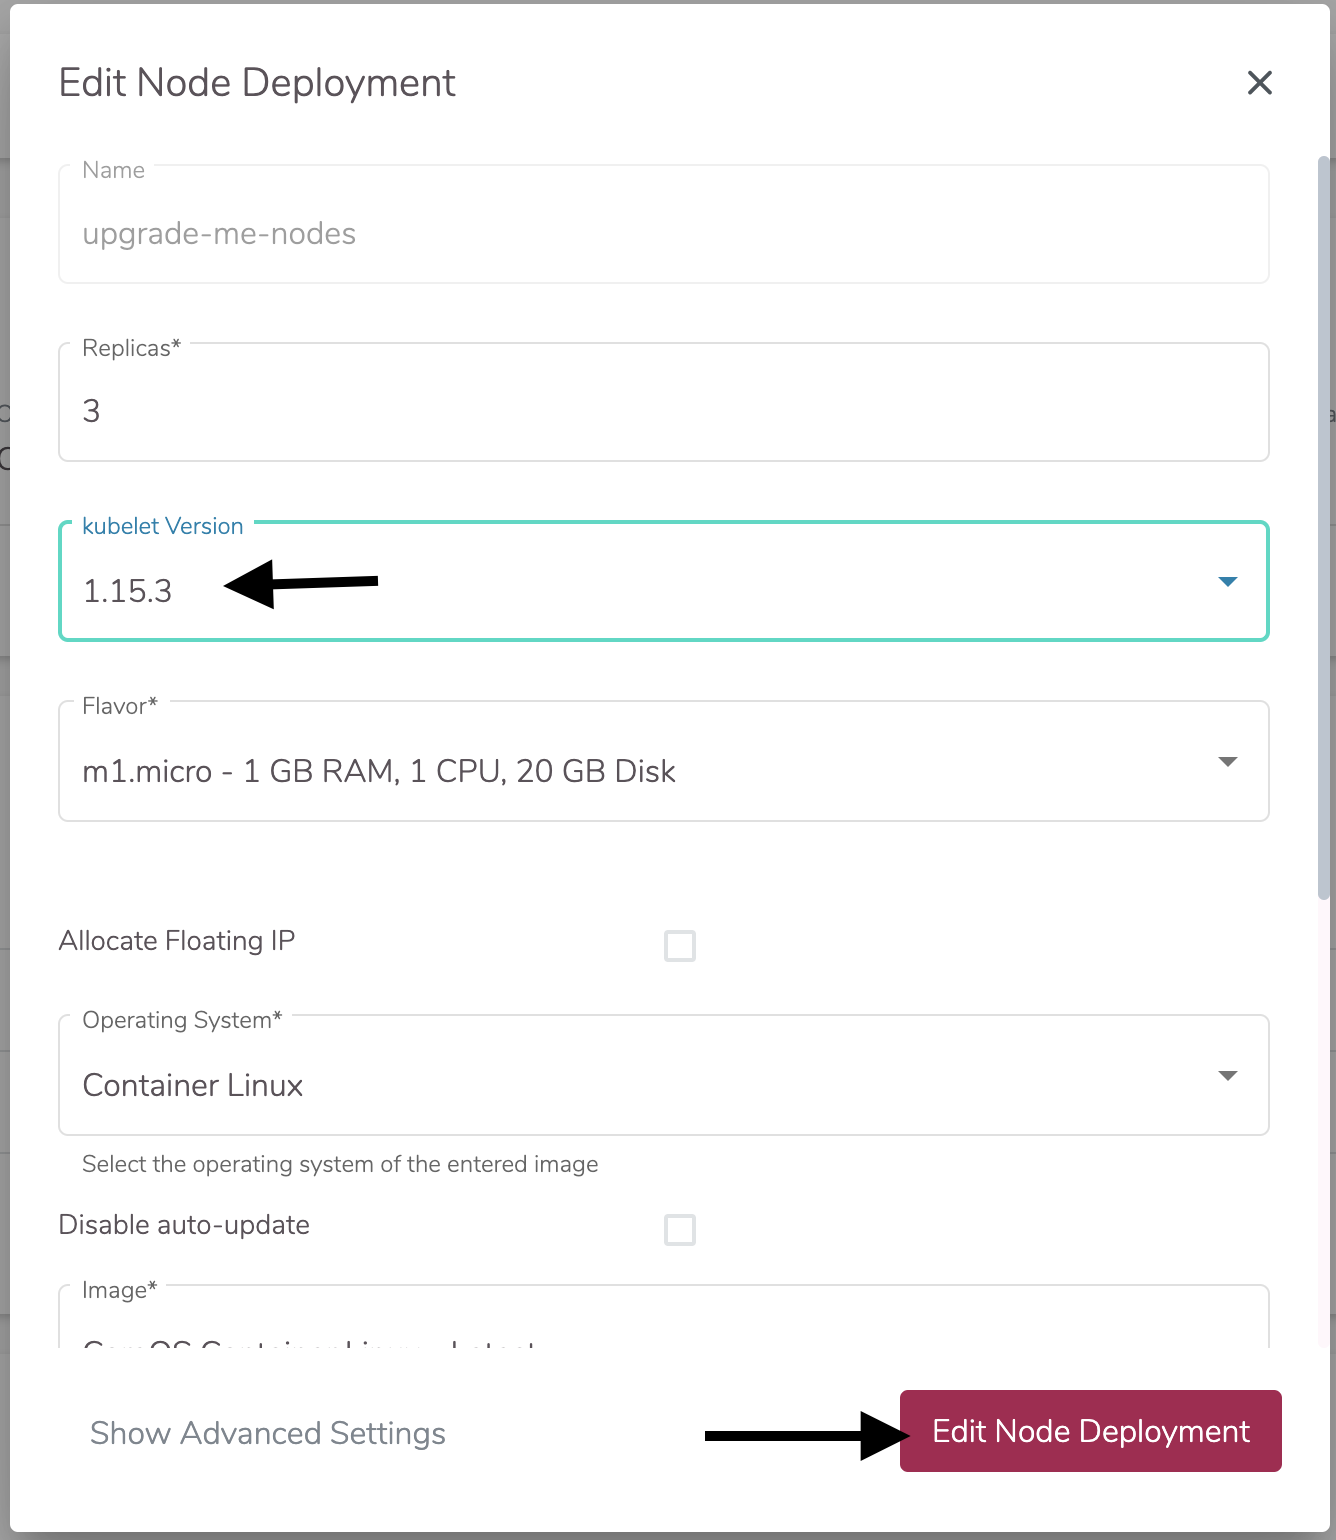 Edit Node Deployment
Name
upgrade-me-nodes
Replicas*
3
kubelet Version
1.15.3
Flavor*
m1.micro - 1 GB RAM, 1 CPU, 20 GB Disk
Allocate Floating IP
Operating System*
Container Linux
Select the operating system of the entered image
Disable auto-update
Image*
Show Advanced Settings
Edit Node Deployment